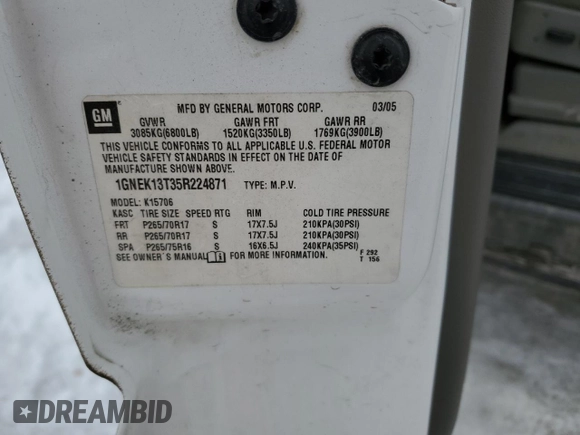 GM
MFD BY GENERAL MOTORS CORP. 03/05
GVWR GAWR FRT GAWR RR
3085KG(6800LB) 1520KG(3350LB) 1769KG(3900LB)
THIS VEHICLE CONFORMS TO ALL APPLICABLE U.S. FEDERAL MOTOR
VEHICLE SAFETY STANDARDS IN EFFECT ON THE DATE OF
MANUFACTURE SHOWN ABOVE.
1GNEK13T35R224871 TYPE: M.P.V.
MODEL: K15706
KASC TIRE SIZE SPEED RTG RIM COLD TIRE PRESSURE
FRT P265/70R17 S 17X7.5J 210KPA(30PSI)
RR P265/70R17 S 17X7.5J 210KPA(30PSI)
SPA P265/75R16 S 16X6.5J 240KPA(35PSI)
SEE OWNER'S MANUAL FOR MORE INFORMATION.
F 292
T 156
DREAMBID